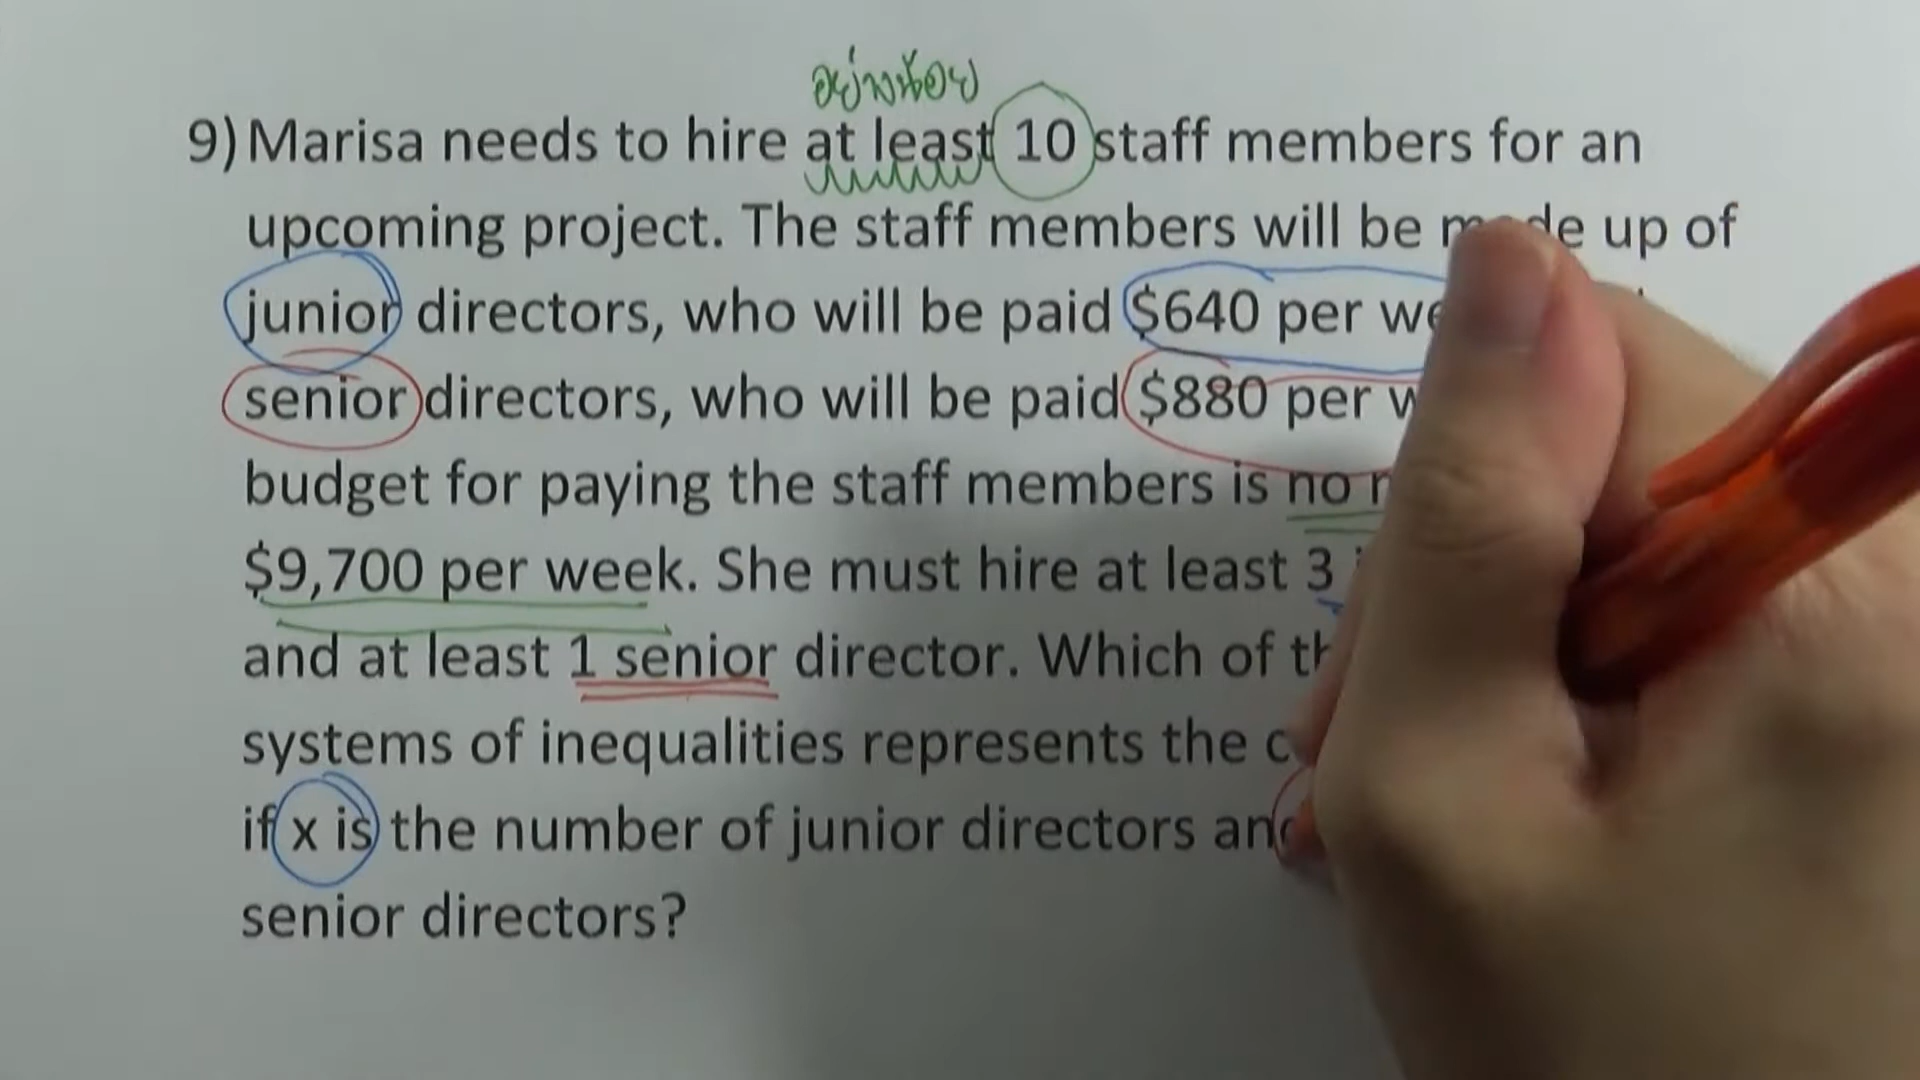 อย่างน้อย
9) Marisa needs to hire at least 10 staff members for an
upcoming project. The staff members will be made up of
junior directors, who will be paid $640 per
senior directors, who will be paid $880 per
budget for paying the staff members is no
$9,700 per week. She must hire at least 3
and at least 1 senior director. Which of
systems of inequalities represents the
if x is the number of junior directors and
senior directors?